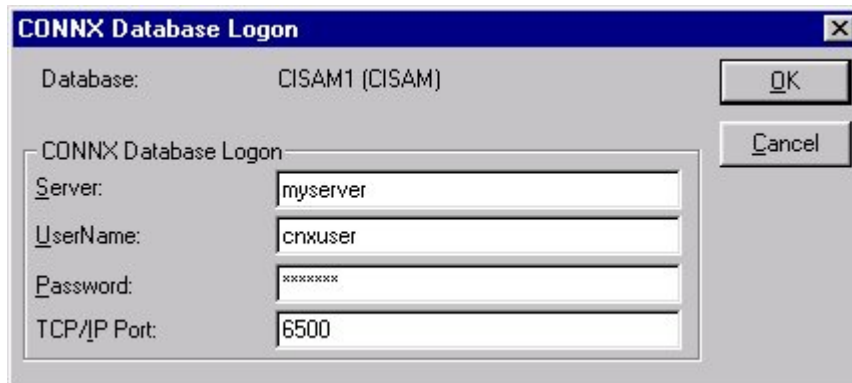 CONNX Database Logon
Database: CISAM1 (CISAM)
OK
Cancel
CONNX Database Logon
Server: myserver
UserName: cnxuser
Password: *******
TCP/IP Port: 6500